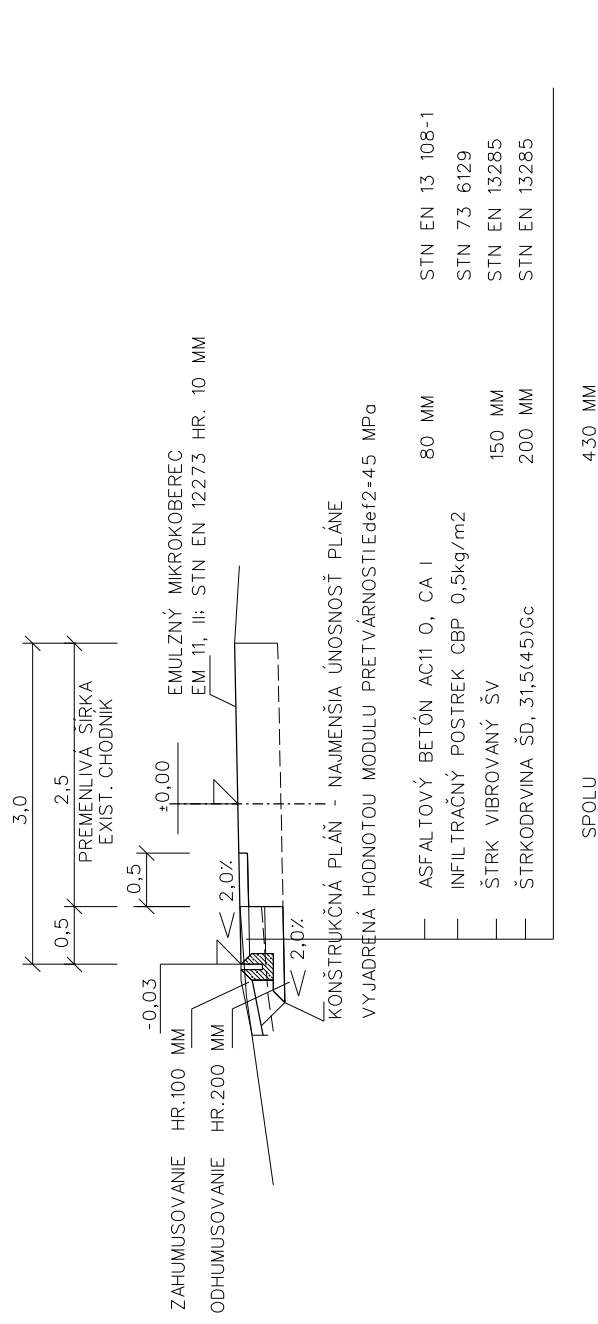 3,0
0,5 2,5
PREMENLIVÁ ŠÍRKA
EXIST. CHODNÍK
0,5
-0,03
±0,00
EMULZNÝ MIKROKOBEREC
EM 11, II; STN EN 12273 HR. 10 MM
ZAHUMUSOVANIE HR.100 MM
ODHUMUSOVANIE HR.200 MM
2,0%
2,0%
KONŠTRUKČNÁ PLÁŇ - NAJMENŠIA ÚNOSNOSŤ PLÁNE
VYJADRENÁ HODNOTOU MODULU PRETVÁRNOSTIEdef2=45 MPa
ASFALTOVÝ BETÓN AC11 O, CA I 80 MM STN EN 13 108-1
INFILTRAČNÝ POSTREK CBP 0,5kg/m2 STN 73 6129
ŠTRK VIBROVANÝ ŠV 150 MM STN EN 13285
ŠTRKODRVINA ŠD, 31,5(45)Gc 200 MM STN EN 13285
SPOLU 430 MM